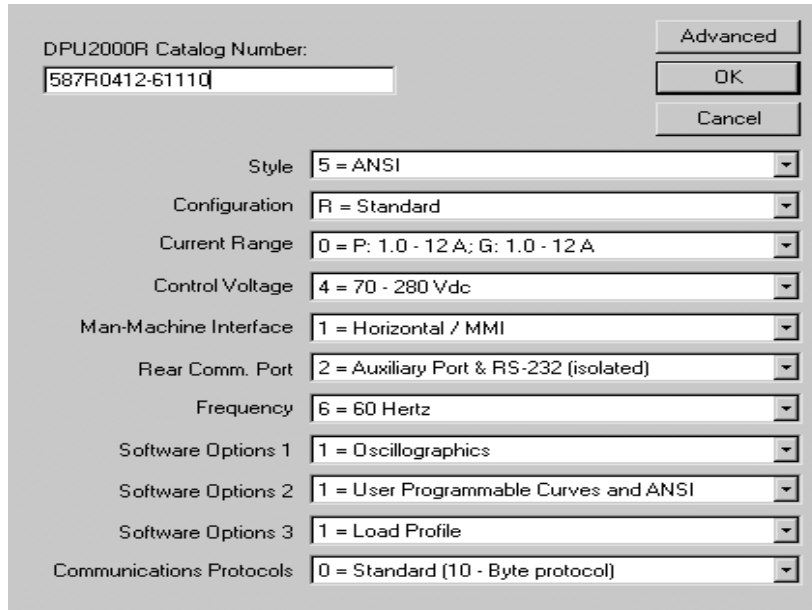 DPU2000R Catalog Number:
587R0412-61110
Advanced
OK
Cancel
Style 5 = ANSI
Configuration R = Standard
Current Range 0 = P: 1.0 - 12 A; G: 1.0 - 12 A
Control Voltage 4 = 70 - 280 Vdc
Man-Machine Interface 1 = Horizontal / MMI
Rear Comm. Port 2 = Auxiliary Port & RS-232 (isolated)
Frequency 6 = 60 Hertz
Software Options 1 1 = Oscillographics
Software Options 2 1 = User Programmable Curves and ANSI
Software Options 3 1 = Load Profile
Communications Protocols 0 = Standard (10 - Byte protocol)